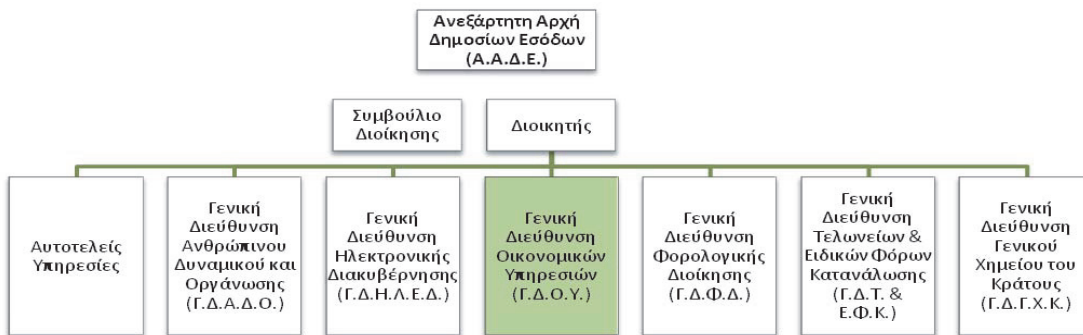 Ανεξάρτητη Αρχή
Δημοσίων Εσόδων
(Α.Α.Δ.Ε.)
Συμβούλιο
Διοίκησης
Διοικητής
Αυτοτελείς
Υπηρεσίες
Γενική
Διεύθυνση
Ανθρώπινου
Δυναμικού και
Οργάνωσης
(Γ.Δ.Α.Δ.Ο.)
Γενική
Διεύθυνση
Ηλεκτρονικής
Διακυβέρνησης
(Γ.Δ.Η.Λ.Ε.Δ.)
Γενική
Διεύθυνση
Οικονομικών
Υπηρεσιών
(Γ.Δ.Ο.Υ.)
Γενική
Διεύθυνση
Φορολογικής
Διοίκησης
(Γ.Δ.Φ.Δ.)
Γενική
Διεύθυνση
Τελωνείων &
Ειδικών Φόρων
Κατανάλωσης
(Γ.Δ.Τ. &
Ε.Φ.Κ.)
Γενική
Διεύθυνση
Γενικού
Χημείου του
Κράτους
(Γ.Δ.Γ.Χ.Κ.)